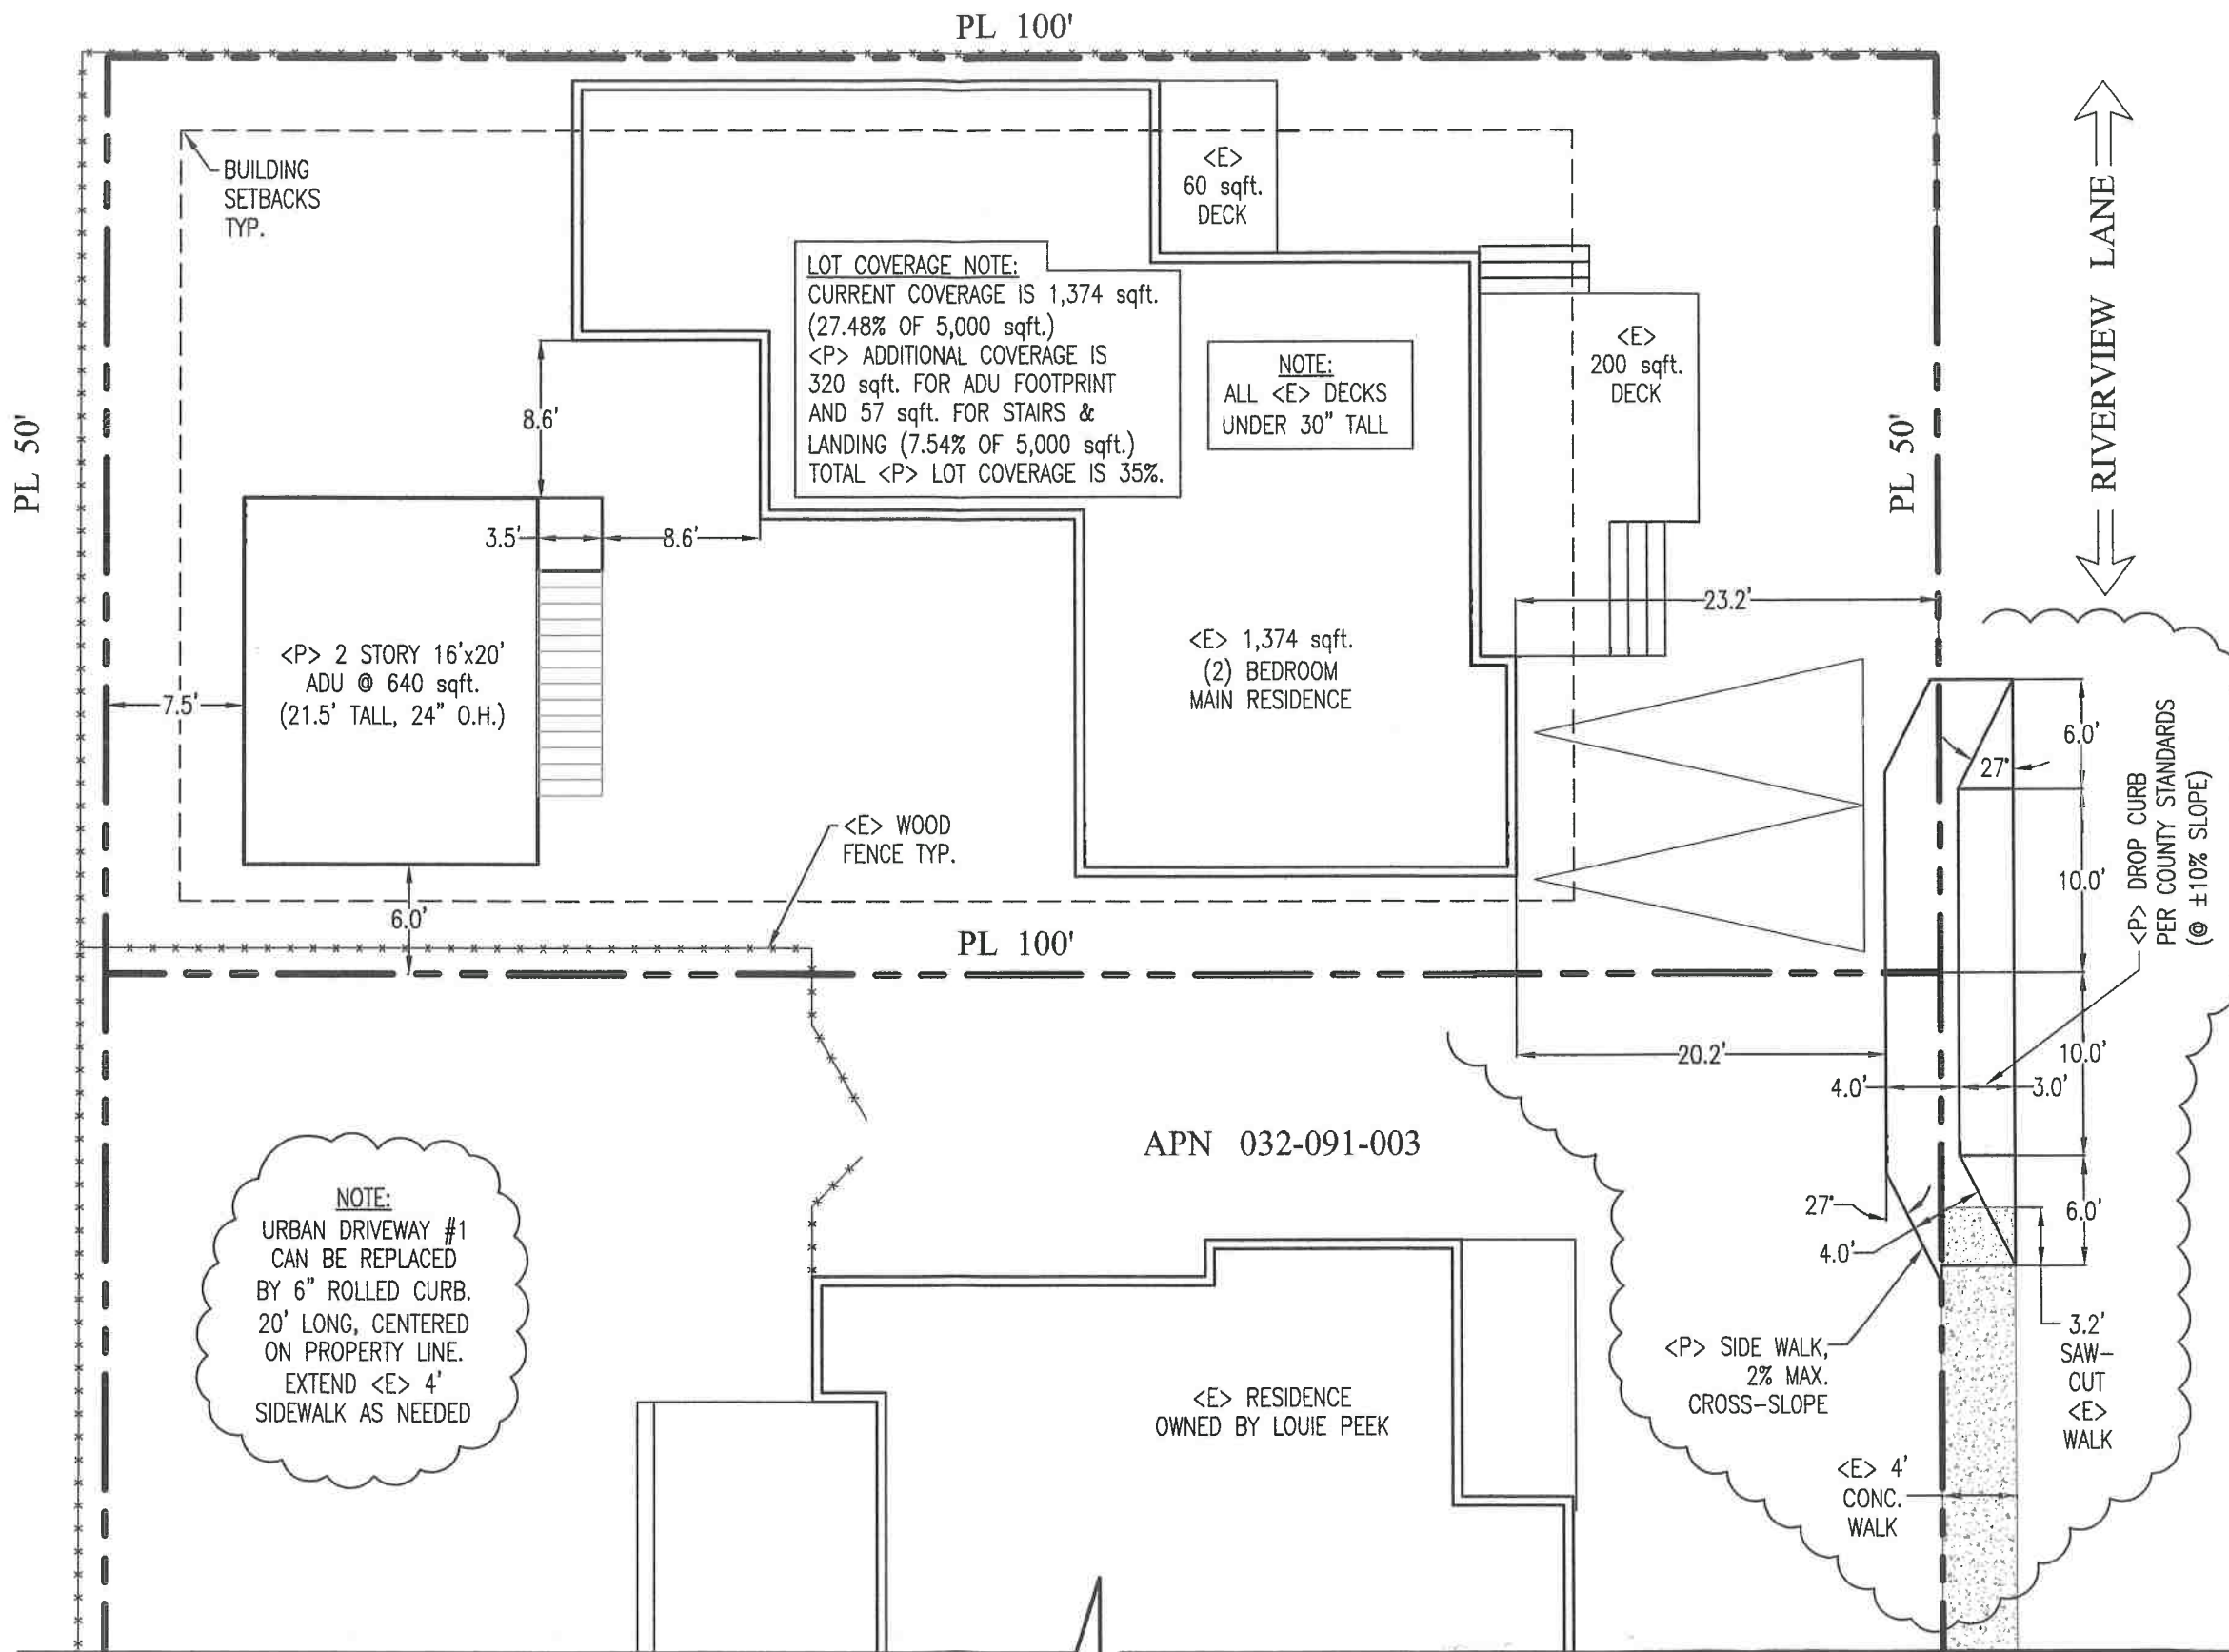 PL 100'
BUILDING
SETBACKS
TYP.
<E>
60 sqft.
DECK
LOT COVERAGE NOTE:
CURRENT COVERAGE IS 1,374 sqft.
(27.48% OF 5,000 sqft.)
<P> ADDITIONAL COVERAGE IS
320 sqft. FOR ADU FOOTPRINT
AND 57 sqft. FOR STAIRS &
LANDING (7.54% OF 5,000 sqft.)
TOTAL <P> LOT COVERAGE IS 35%.
NOTE:
ALL <E> DECKS
UNDER 30" TALL
<E>
200 sqft.
DECK
RIVERVIEW LANE
PL 50'
PL 50'
8.6'
3.5'
8.6'
23.2'
<P> 2 STORY 16'x20'
ADU @ 640 sqft.
(21.5' TALL, 24" O.H.)
7.5'
<E> 1,374 sqft.
(2) BEDROOM
MAIN RESIDENCE
6.0'
27°
<P> DROP CURB
PER COUNTY STANDARDS
(@ ±10% SLOPE)
<E> WOOD
FENCE TYP.
10.0'
6.0'
PL 100'
20.2'
10.0'
4.0'
3.0'
APN 032-091-003
27°
6.0'
4.0'
NOTE:
URBAN DRIVEWAY #1
CAN BE REPLACED
BY 6" ROLLED CURB.
20' LONG, CENTERED
ON PROPERTY LINE.
EXTEND <E> 4'
SIDEWALK AS NEEDED
<P> SIDE WALK,
2% MAX.
CROSS-SLOPE
3.2'
SAW-
CUT
<E>
WALK
<E> RESIDENCE
OWNED BY LOUIE PEEK
<E> 4'
CONC.
WALK